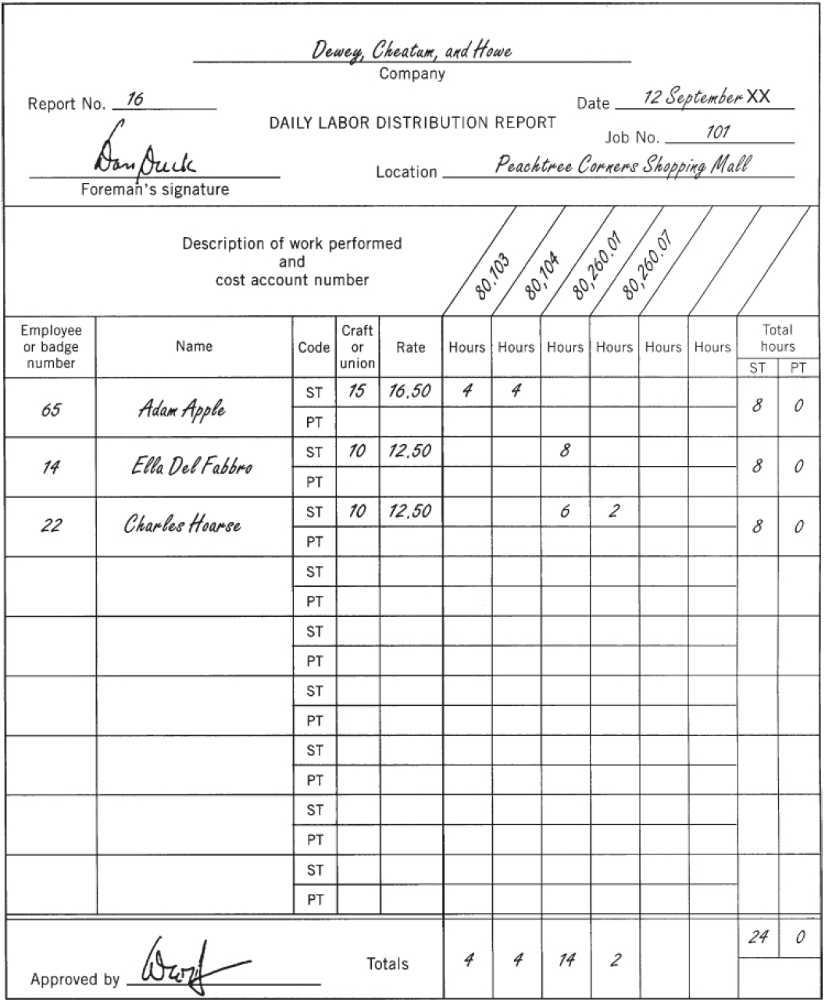 Dewey, Cheatum, and Howe
Company
Report No. 16
Date 12 September XX
DAILY LABOR DISTRIBUTION REPORT
Job No. 101
Don Duck
Location Peachtree Corners Shopping Mall
Foreman's signature
Description of work performed
and
cost account number
80.103 80,104 80,260.01 80,260.07
Employee or badge number Name Code Craft or union Rate Hours Hours Hours Hours Hours Hours Total hours
ST PT
65 Adam Apple ST 15 16.50 4 4 8 0
PT
14 Ella Del Fabbro ST 10 12.50 8 8 0
PT
22 Charles Hoarse ST 10 12.50 6 2 8 0
PT
ST
PT
ST
PT
ST
PT
ST
PT
ST
PT
ST
PT
24 0
Totals 4 4 14 2
Approved by